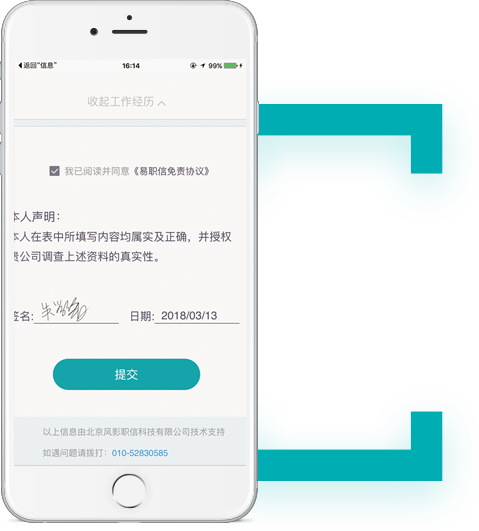 返回"信息" 16:14 99%
收起工作经历
我已阅读并同意《易职信免责协议》
本人声明：
本人在表中所填写内容均属实及正确，并授权
贵公司调查上述资料的真实性。
签名: 日期: 2018/03/13
提交
以上信息由北京风影职信科技有限公司技术支持
如遇问题请拨打：010-52830585